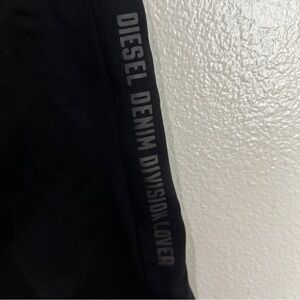 DIESEL DENIM DIVISION LOVER